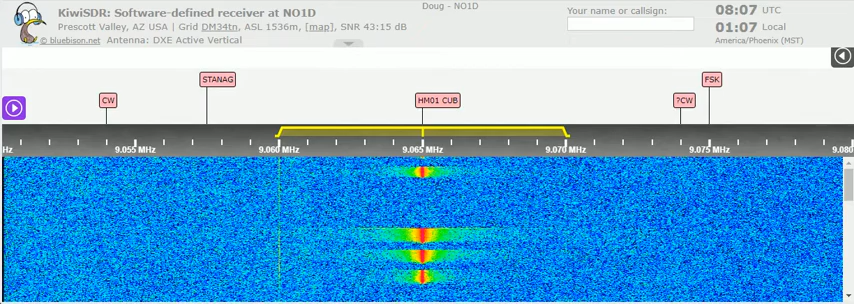 KiwiSDR: Software-defined receiver at NO1D
Doug - NO1D
Your name or callsign:
08:07 UTC
Prescott Valley, AZ USA | Grid DM34tn, ASL 1536m, [map], SNR 43:15 dB
01:07 Local
© bluebison.net Antenna: DXE Active Vertical
America/Phoenix (MST)
STANAG
FSK
CW
HM01 CUB
?CW
Hz 9.055 MHz 9.060 MHz 9.065 MHz 9.070 MHz 9.075 MHz 9.080